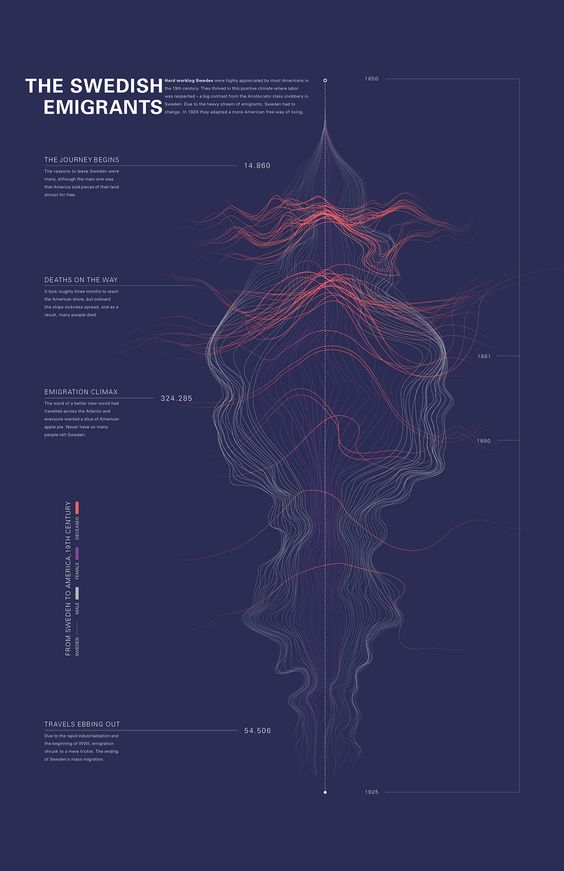 THE SWEDISH
EMIGRANTS
Hard working Swedes were highly appreciated by most Americans in
the 19th century. They thrived in this positive climate where labor
was respected – a big contrast from the Aristocratic class snobbery in
Sweden. Due to the heavy stream of emigrants, Sweden had to
change. In 1920 they adapted a more American free way of living.
1850
THE JOURNEY BEGINS
14.860
The reasons to leave Sweden were
many, although the main one was
that America sold pieces of their land
almost for free.
DEATHS ON THE WAY
It took roughly three months to reach
the American shore, but onboard
the ships sickness spread, and as a
result, many people died.
1881
EMIGRATION CLIMAX
324.285
The word of a better new world had
travelled across the Atlantic and
everyone wanted a slice of American
apple pie. Never have so many
people left Sweden.
1890
FROM SWEDEN TO AMERICA, 19TH CENTURY
SWEDEN
MALE
FEMALE
DECEASED
TRAVELS EBBING OUT
54.506
Due to the rapid industrialization and
the beginning of WWI, emigration
shrunk to a mere trickle. The ending
of Sweden's mass migration.
1925